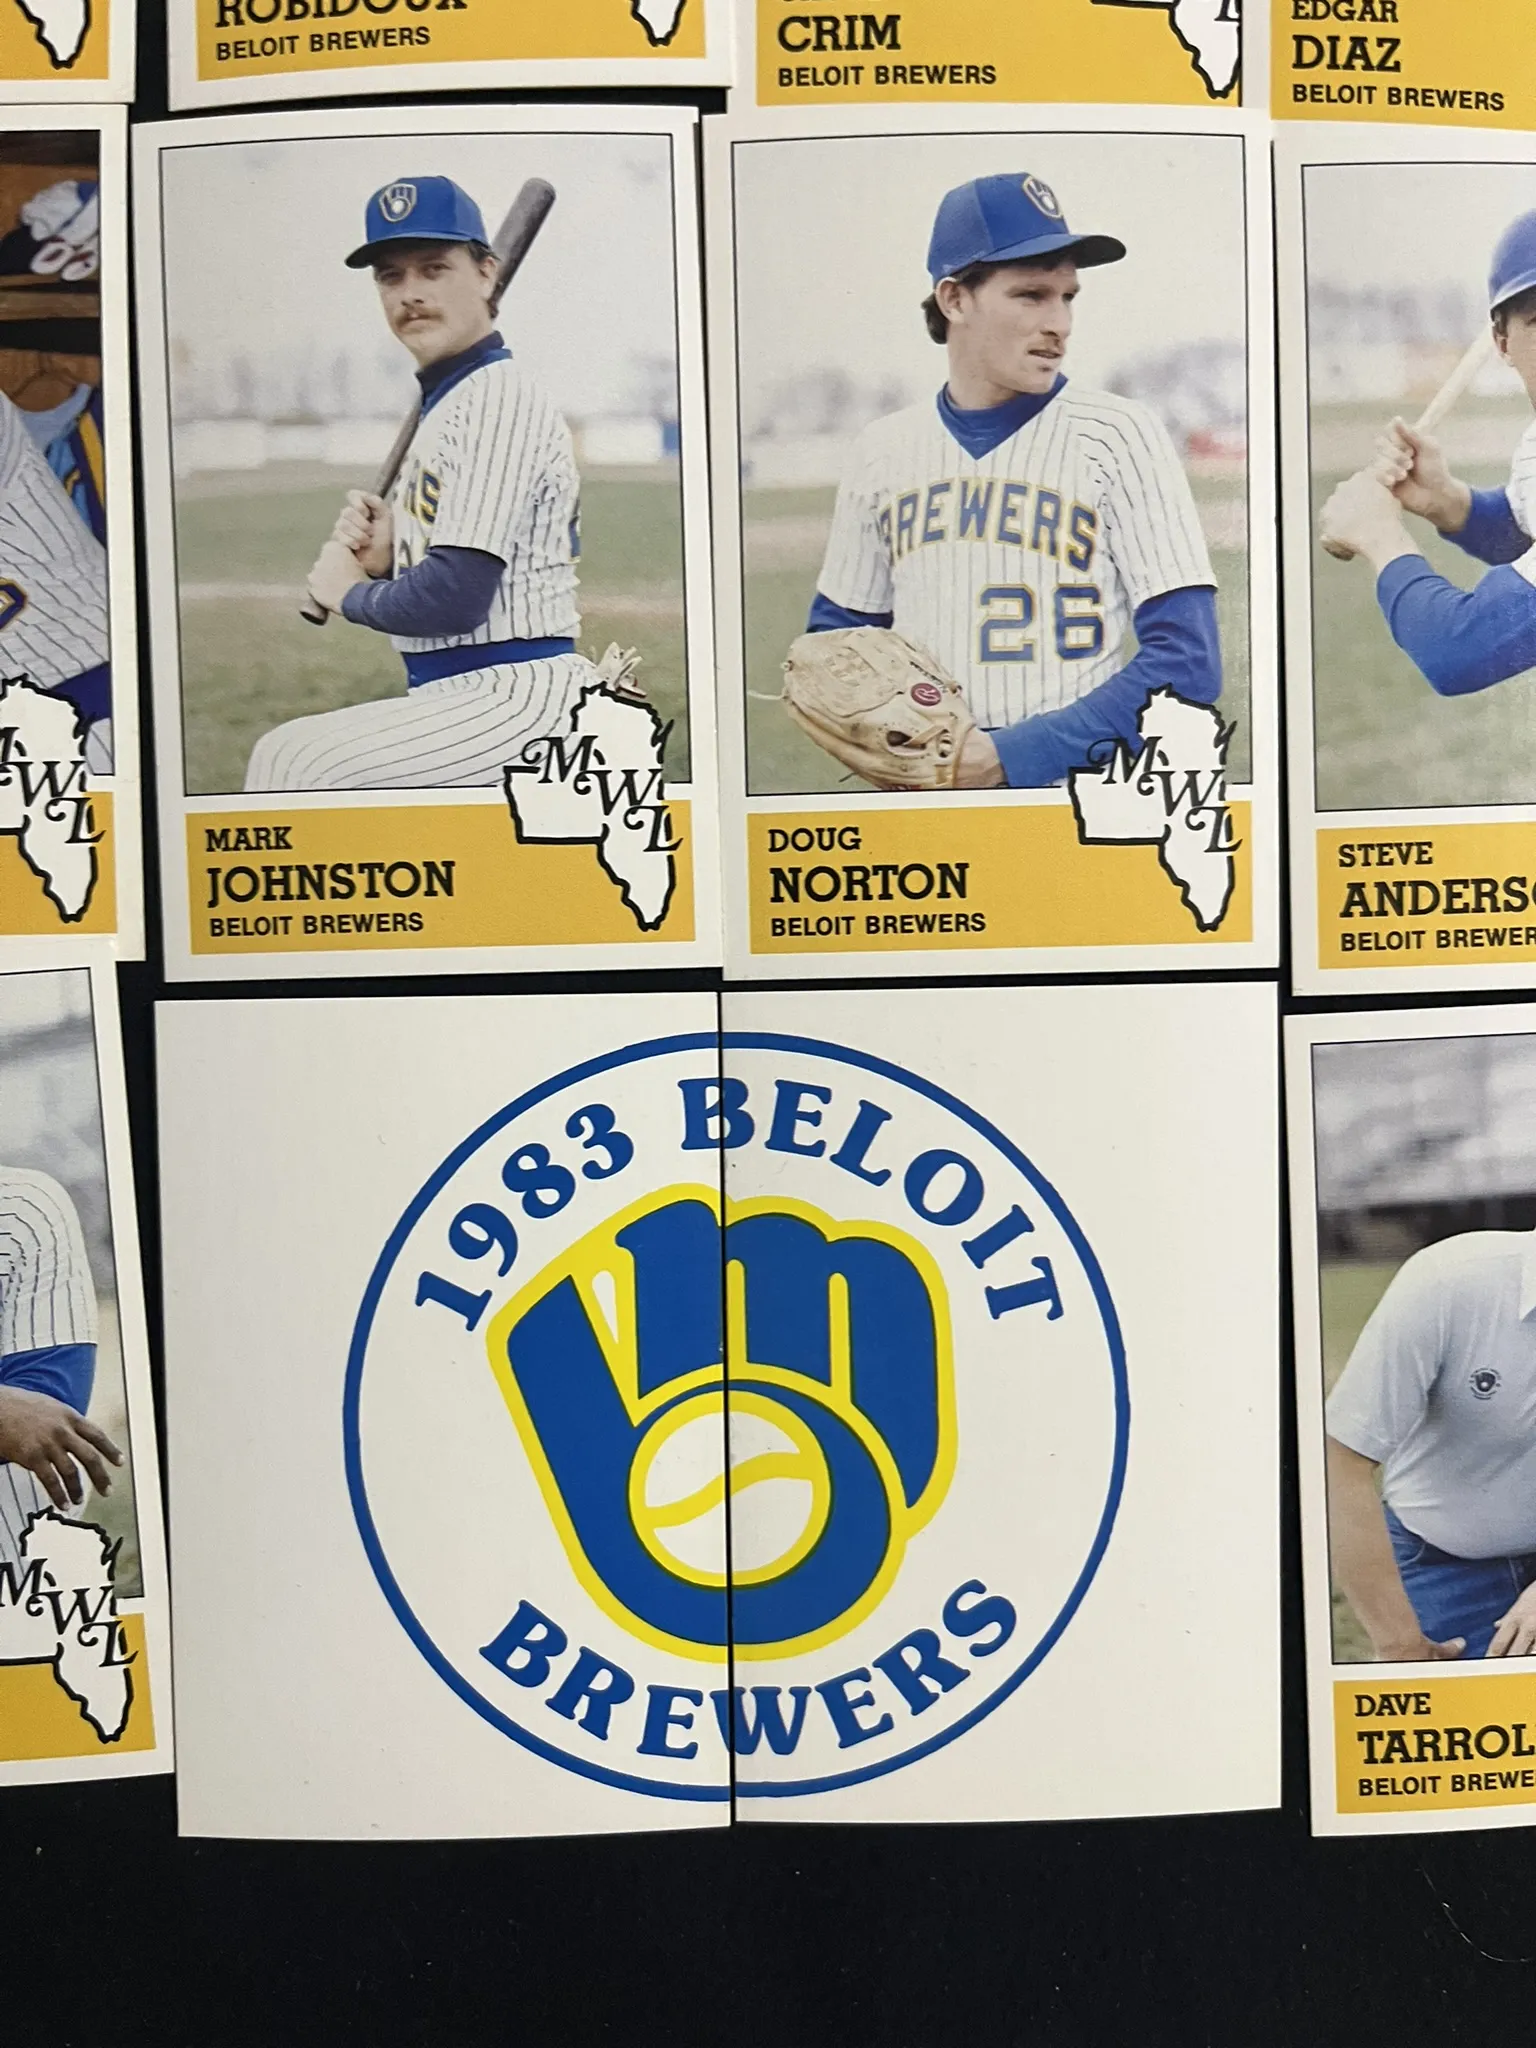 ROBIDOUX
BELOIT BREWERS
CRIM
BELOIT BREWERS
EDGAR
DIAZ
BELOIT BREWERS
BREWERS
26
MWL
MARK
JOHNSTON
BELOIT BREWERS
MWL
DOUG
NORTON
BELOIT BREWERS
MWL
STEVE
BELOIT
1983 BELOIT
BREWERS
MWL
DAVE
BELOIT